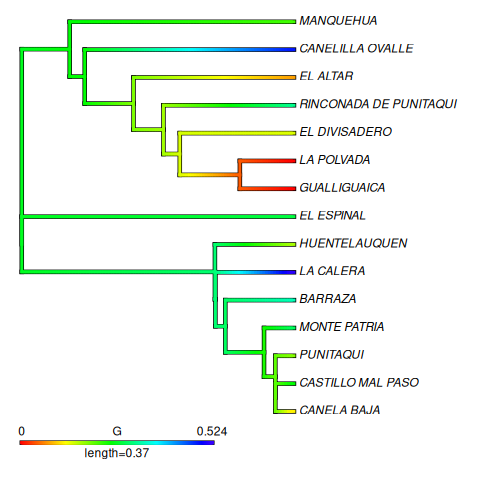 MANQUEHUA
CANELILLA OVALLE
EL ALTAR
RINCONADA DE PUNITAQUI
EL DIVISADERO
LA POLVADA
GUALLIGUAICA
EL ESPINAL
HUENTELAUQUEN
LA CALERA
BARRAZA
MONTE PATRIA
PUNITAQUI
CASTILLO MAL PASO
CANELA BAJA
0 G 0.524
length=0.37